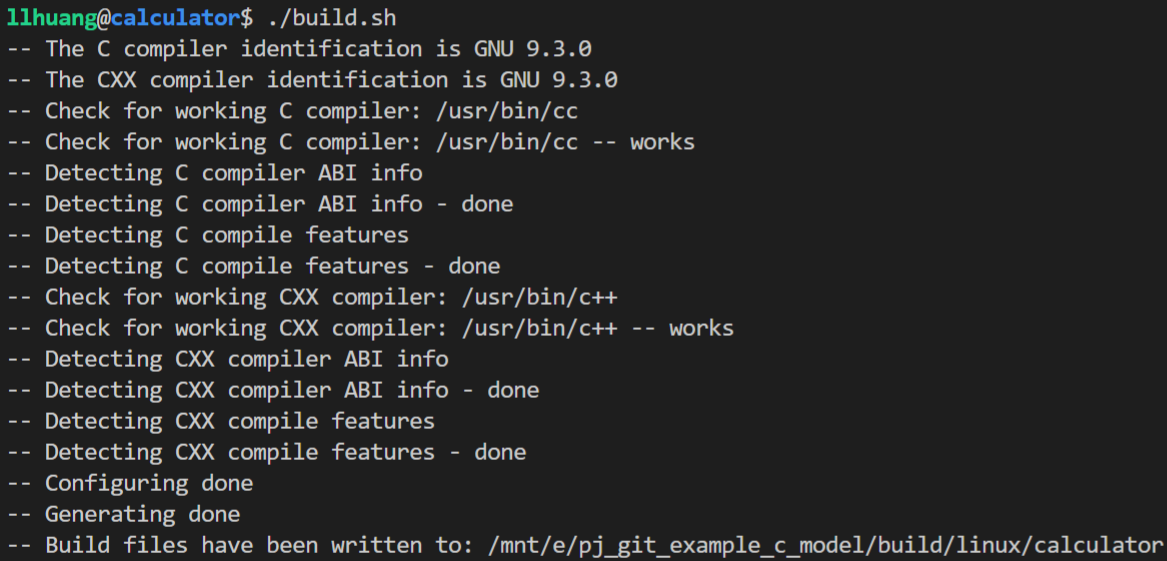 llhuang@calculator$ ./build.sh
-- The C compiler identification is GNU 9.3.0
-- The CXX compiler identification is GNU 9.3.0
-- Check for working C compiler: /usr/bin/cc
-- Check for working C compiler: /usr/bin/cc -- works
-- Detecting C compiler ABI info
-- Detecting C compiler ABI info - done
-- Detecting C compile features
-- Detecting C compile features - done
-- Check for working CXX compiler: /usr/bin/c++
-- Check for working CXX compiler: /usr/bin/c++ -- works
-- Detecting CXX compiler ABI info
-- Detecting CXX compiler ABI info - done
-- Detecting CXX compile features
-- Detecting CXX compile features - done
-- Configuring done
-- Generating done
-- Build files have been written to: /mnt/e/pj_git_example_c_model/build/linux/calculator